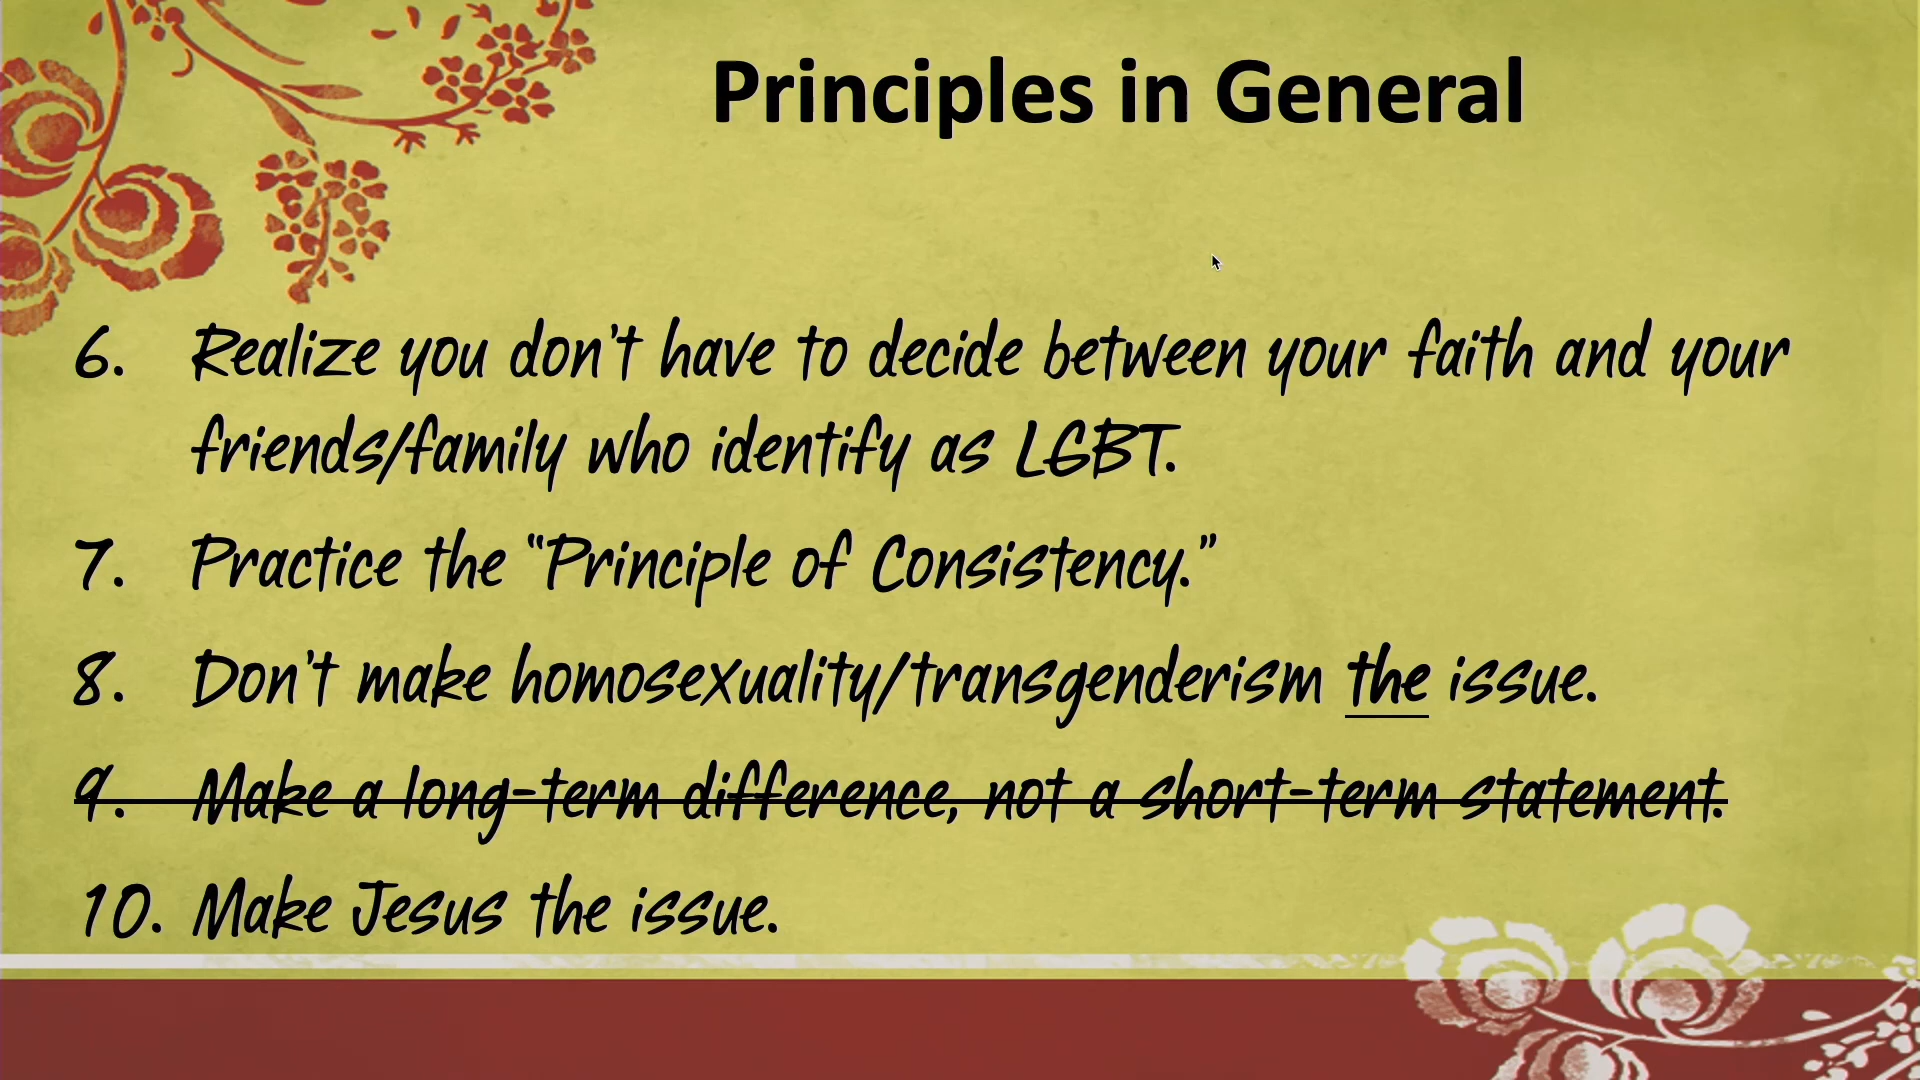 Principles in General
6. Realize you don't have to decide between your faith and your
friends/family who identify as LGBT.
7. Practice the “Principle of Consistency.”
8. Don't make homosexuality/transgenderism the issue.
9. Make a long-term difference, not a short-term statement.
10. Make Jesus the issue.